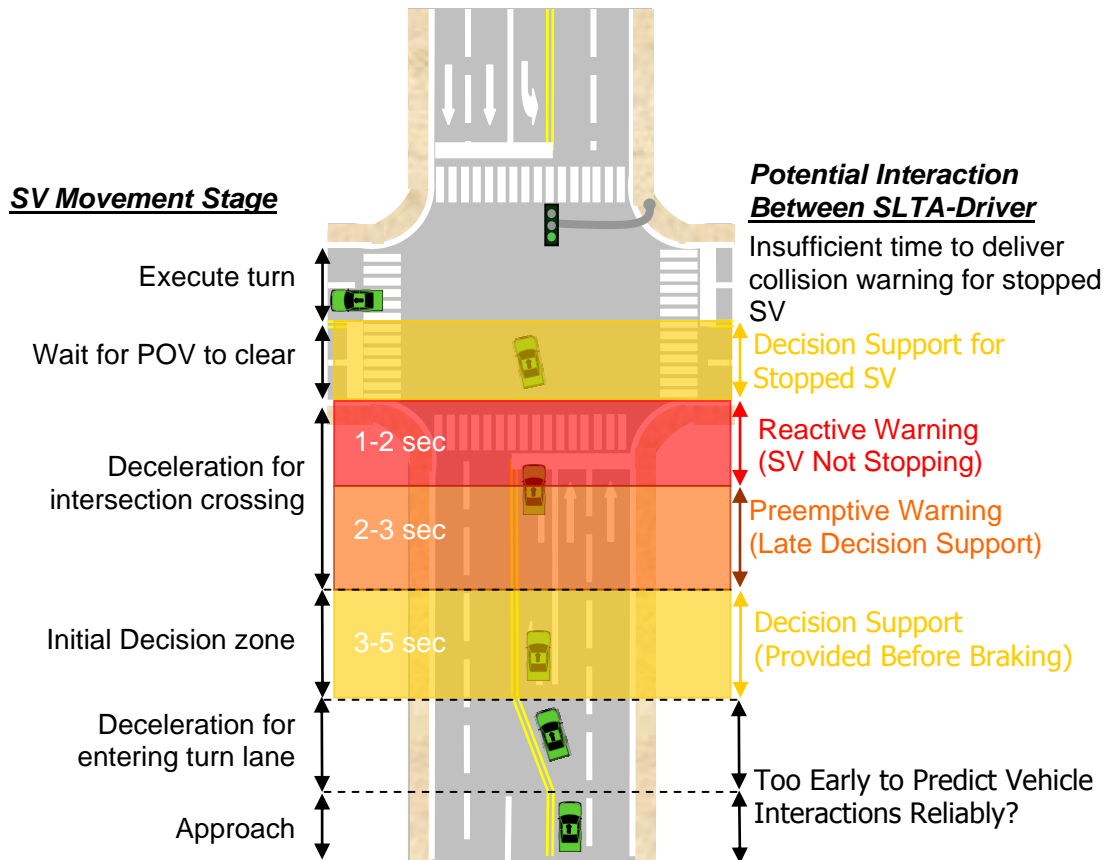 SV Movement Stage
Potential Interaction
Between SLTA-Driver
Insufficient time to deliver
collision warning for stopped
SV
Execute turn
Wait for POV to clear
Decision Support for
Stopped SV
1-2 sec
Reactive Warning
(SV Not Stopping)
Deceleration for
intersection crossing
2-3 sec
Preemptive Warning
(Late Decision Support)
Initial Decision zone
3-5 sec
Decision Support
(Provided Before Braking)
Deceleration for
entering turn lane
Too Early to Predict Vehicle
Interactions Reliably?
Approach